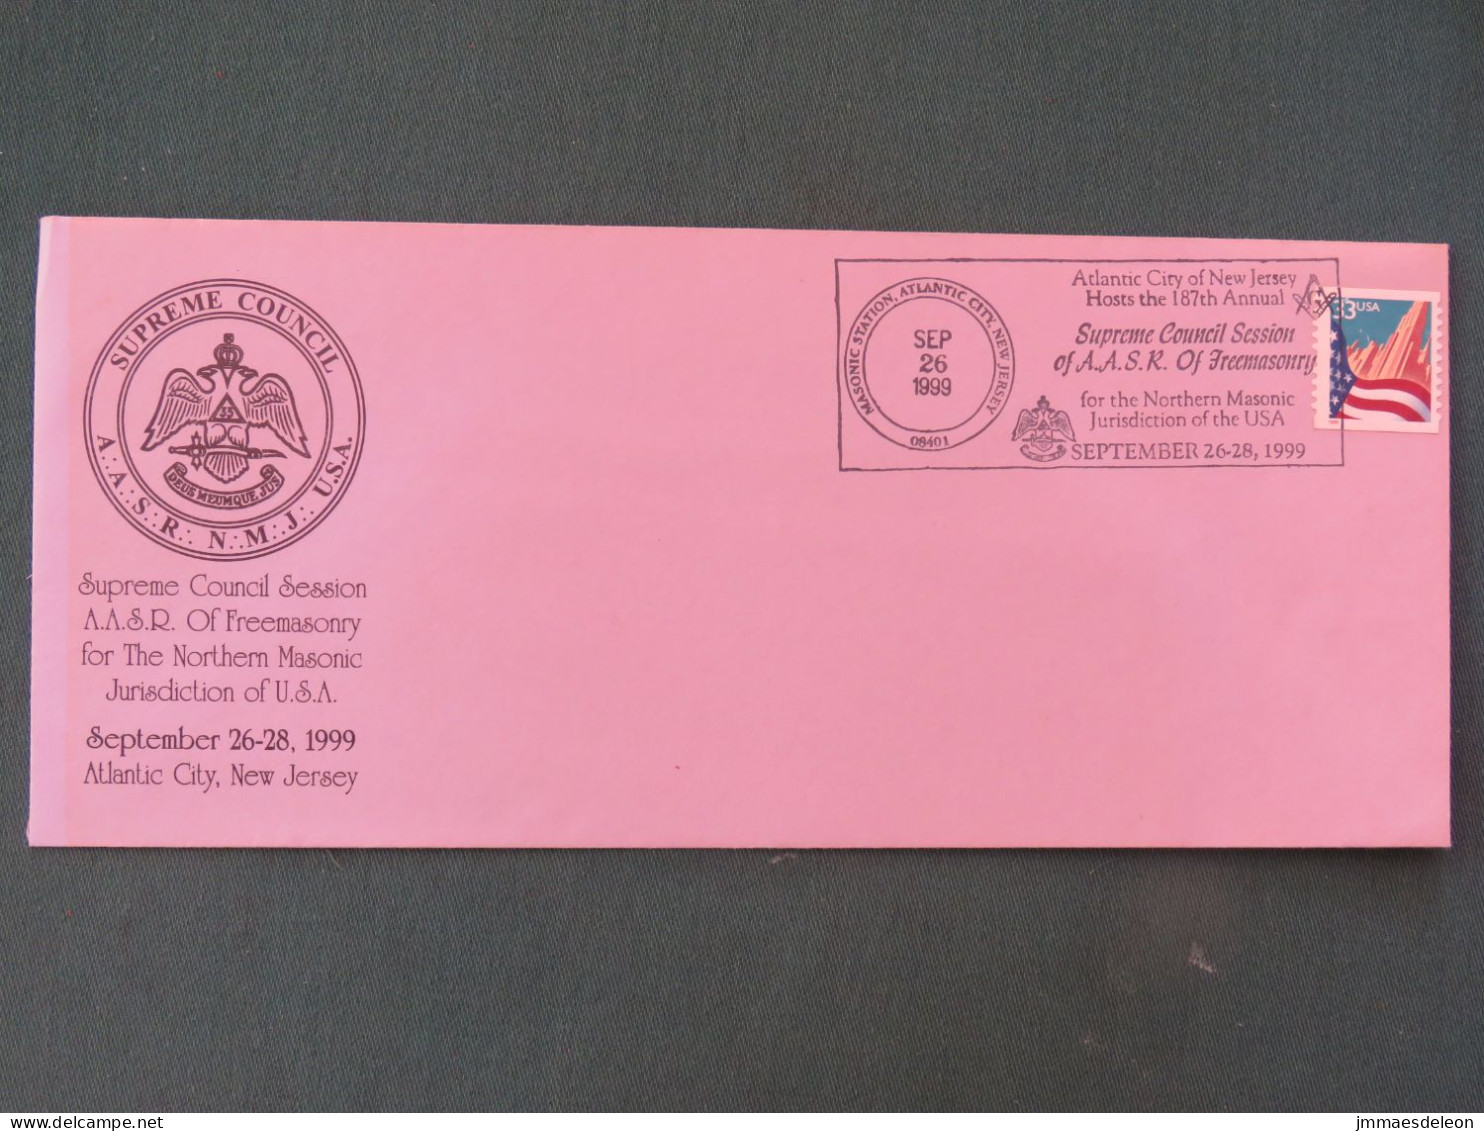 SUPREME COUNCIL
33
DEUS MEUMQUE JUS
A∴A∴S∴R∴ N∴M∴J∴ U.S.A.
Supreme Council Session
A.A.S.R. Of Freemasonry
for The Northern Masonic
Jurisdiction of U.S.A.
September 26-28, 1999
Atlantic City, New Jersey
MASONIC STATION, ATLANTIC CITY, NEW JERSEY
SEP
26
1999
08401
Atlantic City of New Jersey
Hosts the 187th Annual
Supreme Council Session
of A.A.S.R. Of Freemasonry
for the Northern Masonic
Jurisdiction of the USA
SEPTEMBER 26-28, 1999
G
33USA
delcampe.net
jmmaesdeleon